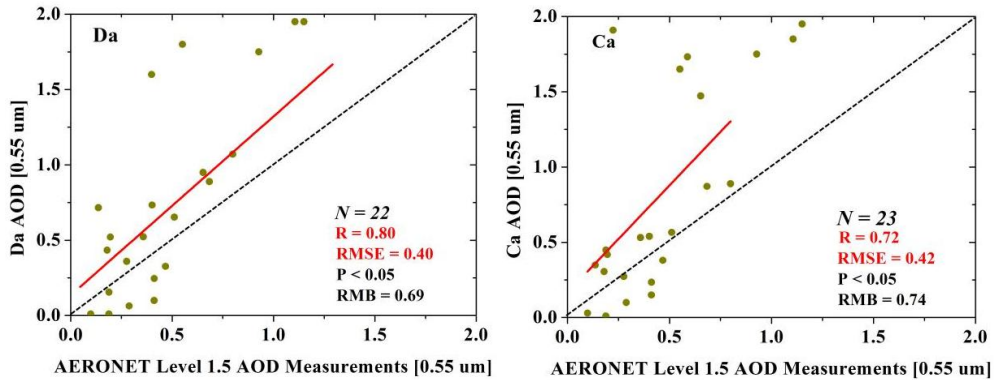 2.0
Da
1.5
1.0
0.5
0.0
Da AOD [0.55 um]
N = 22
R = 0.80
RMSE = 0.40
P < 0.05
RMB = 0.69
0.0 0.5 1.0 1.5 2.0
AERONET Level 1.5 AOD Measurements [0.55 um]
2.0
Ca
1.5
1.0
0.5
0.0
Ca AOD [0.55 um]
N = 23
R = 0.72
RMSE = 0.42
P < 0.05
RMB = 0.74
0.0 0.5 1.0 1.5 2.0
AERONET Level 1.5 AOD Measurements [0.55 um]